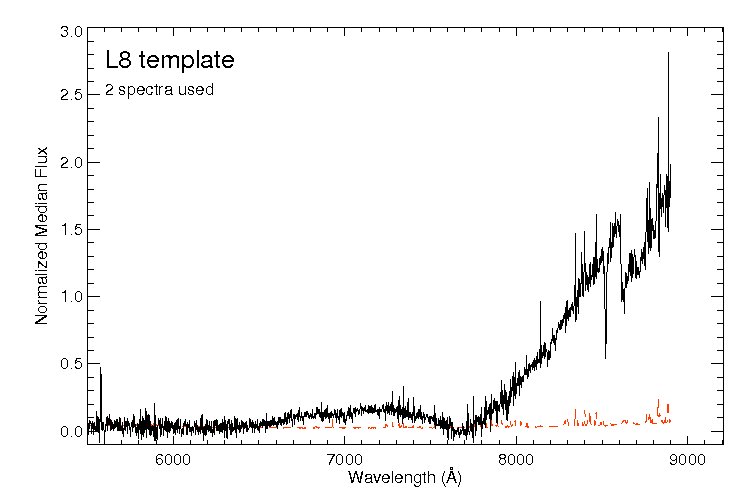 L8 template
2 spectra used
3.0
2.5
2.0
1.5
1.0
0.5
0.0
Normalized Median Flux
6000 7000 8000 9000
Wavelength (Å)